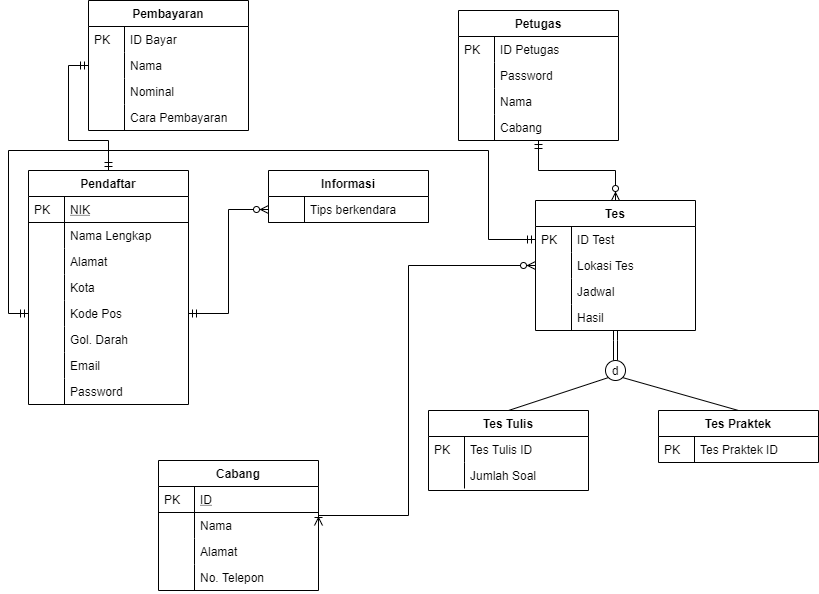 Pembayaran
PK ID Bayar
Nama
Nominal
Cara Pembayaran
Petugas
PK ID Petugas
Password
Nama
Cabang
Pendaftar
PK NIK
Nama Lengkap
Alamat
Kota
Kode Pos
Gol. Darah
Email
Password
Informasi
Tips berkendara
Tes
PK ID Test
Lokasi Tes
Jadwal
Hasil
d
Tes Tulis
PK Tes Tulis ID
Jumlah Soal
Tes Praktek
PK Tes Praktek ID
Cabang
PK ID
Nama
Alamat
No. Telepon